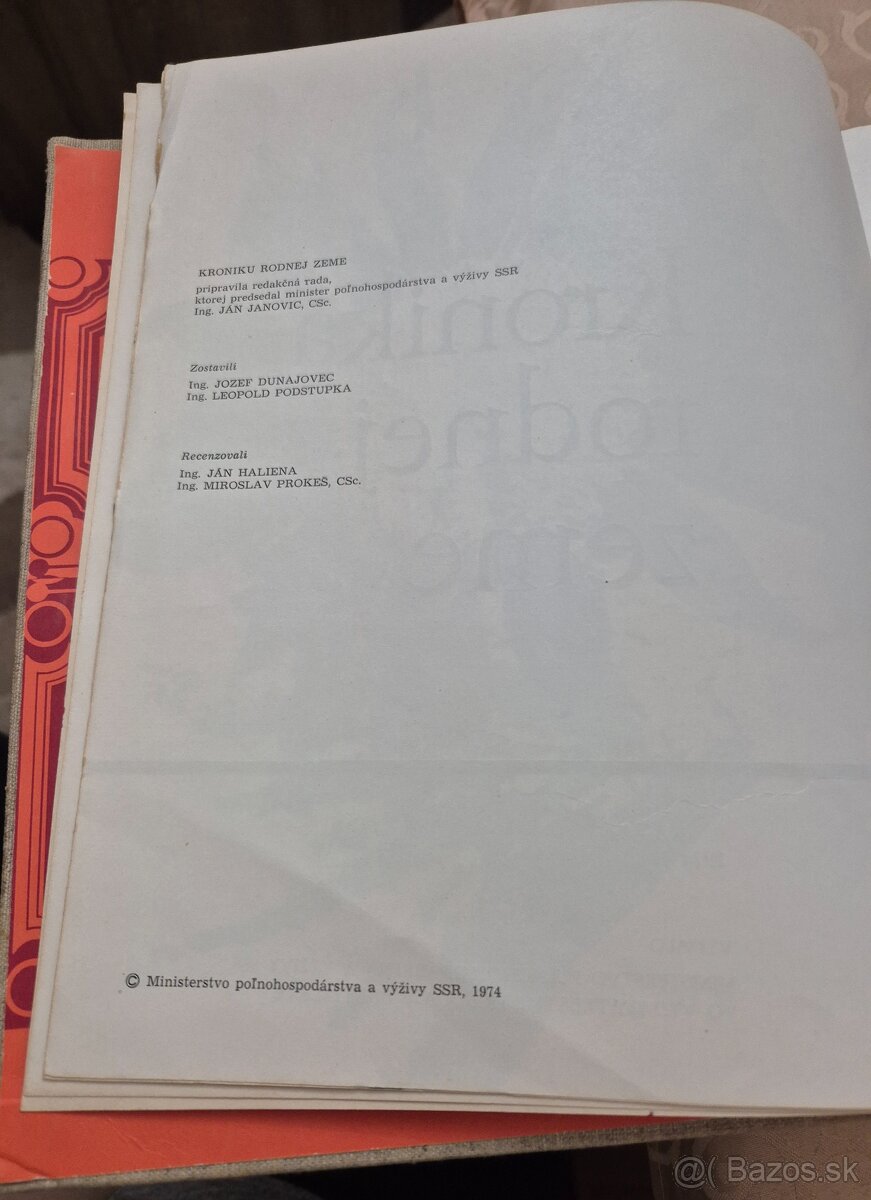 KRONIKU RODNEJ ZEME
pripravila redakčná rada,
ktorej predsedal minister poľnohospodárstva a výživy SSR
Ing. JÁN JANOVIC, CSc.
Zostavili
Ing. JOZEF DUNAJOVEC
Ing. LEOPOLD PODSTUPKA
Recenzovali
Ing. JÁN HALIENA
Ing. MIROSLAV PROKEŠ, CSc.
© Ministerstvo poľnohospodárstva a výživy SSR, 1974
@( Bazos.sk